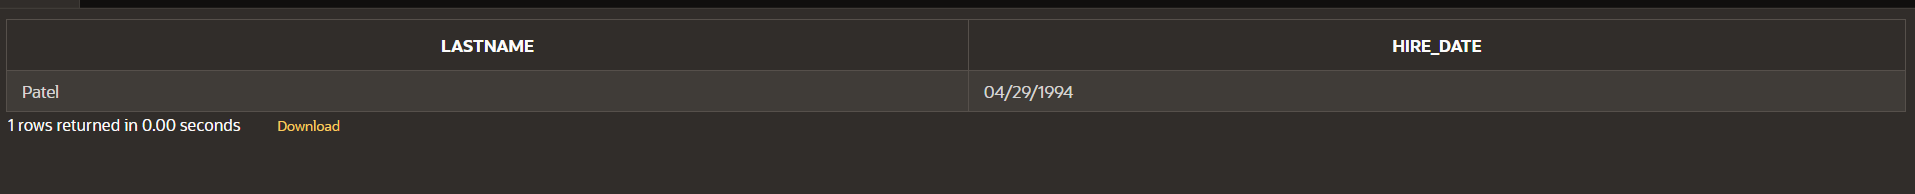 LASTNAME HIRE_DATE
Patel 04/29/1994
1 rows returned in 0.00 seconds Download